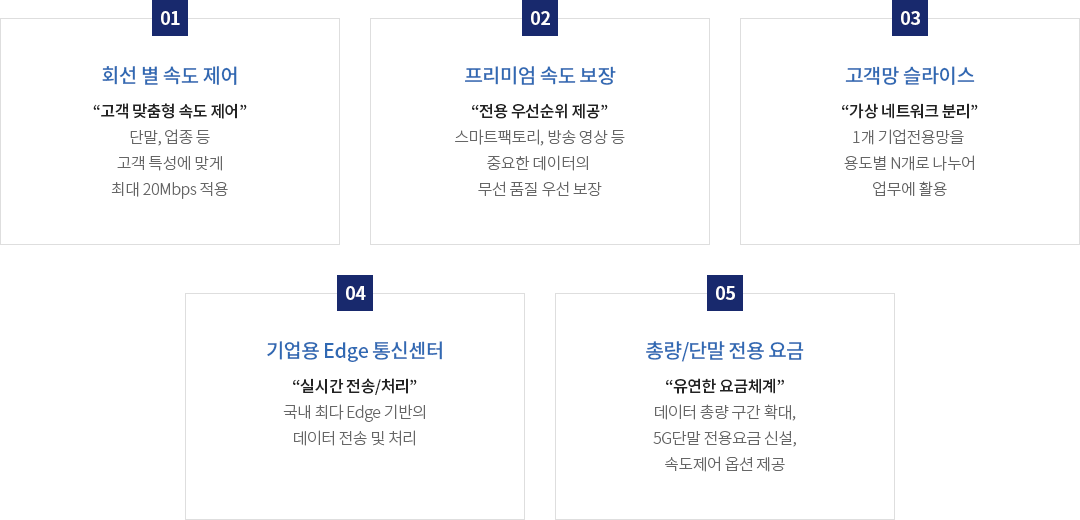 01
회선 별 속도 제어
“고객 맞춤형 속도 제어”
단말, 업종 등
고객 특성에 맞게
최대 20Mbps 적용
02
프리미엄 속도 보장
“전용 우선순위 제공”
스마트팩토리, 방송 영상 등
중요한 데이터의
무선 품질 우선 보장
03
고객망 슬라이스
“가상 네트워크 분리”
1개 기업전용망을
용도별 N개로 나누어
업무에 활용
04
기업용 Edge 통신센터
“실시간 전송/처리”
국내 최다 Edge 기반의
데이터 전송 및 처리
05
총량/단말 전용 요금
“유연한 요금체계”
데이터 총량 구간 확대,
5G단말 전용요금 신설,
속도제어 옵션 제공